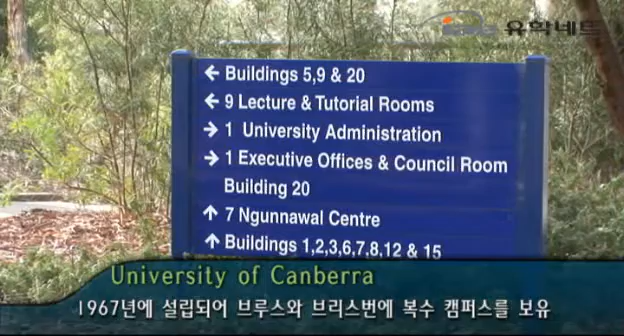 유학네트
← Buildings 5,9 & 20
← 9 Lecture & Tutorial Rooms
→ 1 University Administration
→ 1 Executive Offices & Council Room
Building 20
↑ 7 Ngunnawal Centre
↑ Buildings 1,2,3,6,7,8,12 & 15
University of Canberra
1967년에 설립되어 브루스와 브리스번에 복수 캠퍼스를 보유